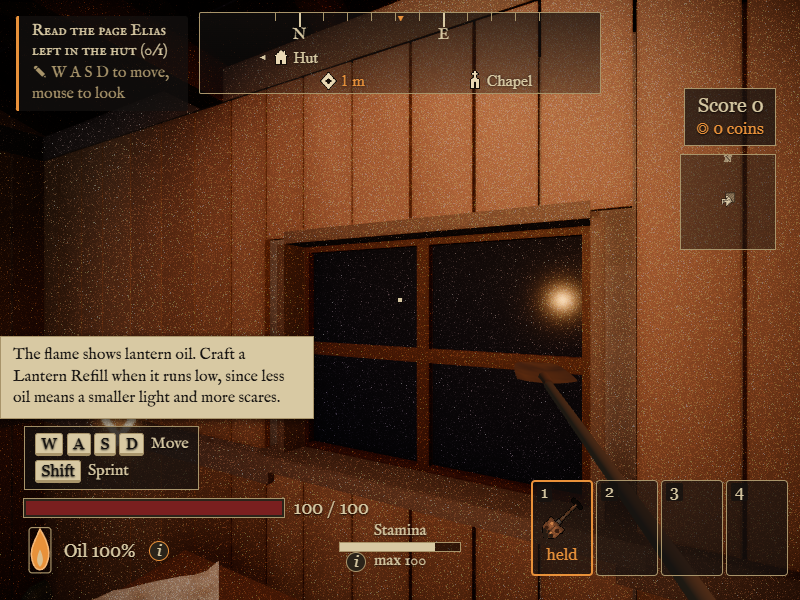 Read the page Elias
left in the hut (0/1)
W A S D to move,
mouse to look
N E
Hut
1 m Chapel
Score 0
0 coins
N
The flame shows lantern oil. Craft a
Lantern Refill when it runs low, since less
oil means a smaller light and more scares.
W A S D Move
Shift Sprint
100 / 100
Oil 100% i
Stamina
i max 100
1 2 3 4
held